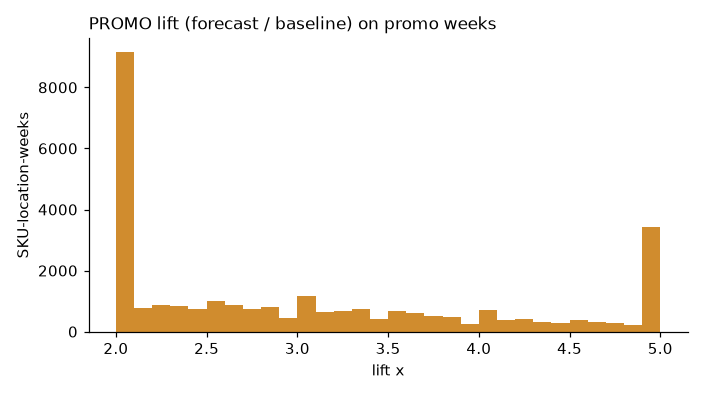 PROMO lift (forecast / baseline) on promo weeks
8000
6000
4000
2000
0
SKU-location-weeks
2.0 2.5 3.0 3.5 4.0 4.5 5.0
lift x